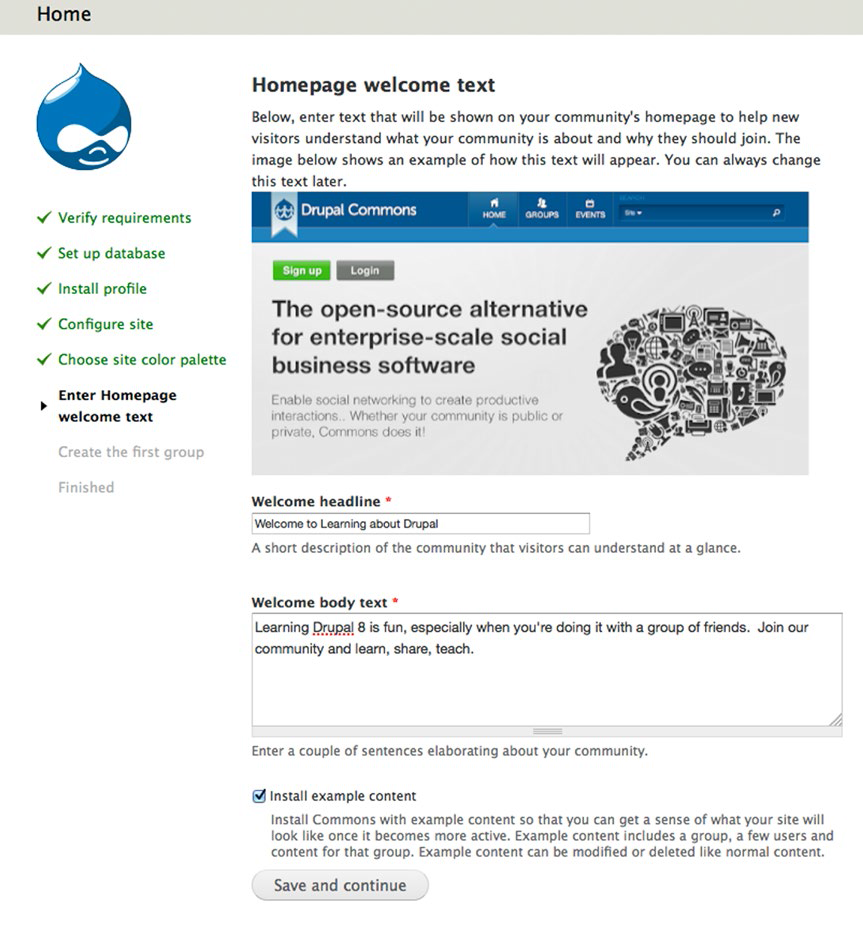 Home
Homepage welcome text
Below, enter text that will be shown on your community's homepage to help new
visitors understand what your community is about and why they should join. The
image below shows an example of how this text will appear. You can always change
this text later.
Verify requirements
Set up database
Install profile
Configure site
Choose site color palette
Enter Homepage
welcome text
Create the first group
Finished
Drupal Commons
HOME
GROUPS
EVENTS
SEARCH
Site
Sign up
Login
The open-source alternative
for enterprise-scale social
business software
Enable social networking to create productive
interactions.. Whether your community is public or
private, Commons does it!
Welcome headline *
Welcome to Learning about Drupal
A short description of the community that visitors can understand at a glance.
Welcome body text *
Learning Drupal 8 is fun, especially when you're doing it with a group of friends.  Join our
community and learn, share, teach.
Enter a couple of sentences elaborating about your community.
Install example content
Install Commons with example content so that you can get a sense of what your site will
look like once it becomes more active. Example content includes a group, a few users and
content for that group. Example content can be modified or deleted like normal content.
Save and continue